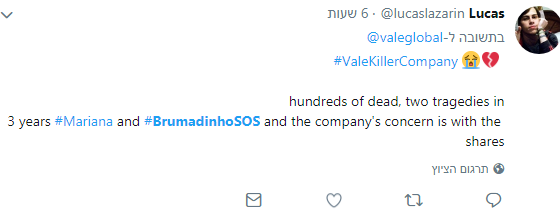 Lucas @lucaslazarin · 6 שעות
בתשובה ל-@valeglobal
#ValeKillerCompany 😭💔
hundreds of dead, two tragedies in
3 years #Mariana and #BrumadinhoSOS and the company's concern is with the
shares
תרגום הציוץ